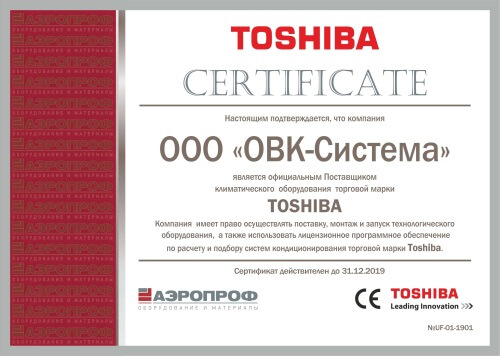 TOSHIBA
CERTIFICATE
Настоящим подтверждается, что компания
ООО «ОВК-Система»
является официальным Поставщиком
климатического оборудования торговой марки
TOSHIBA
Компания имеет право осуществлять поставку, монтаж и запуск технологического
оборудования, а также использовать лицензионное программное обеспечение
по расчету и подбору систем кондиционирования торговой марки Toshiba.
Сертификат действителен до 31.12.2019
АЭРОПРОФ
ОБОРУДОВАНИЕ И МАТЕРИАЛЫ
CE TOSHIBA
Leading Innovation >>>
№UF-01-1901